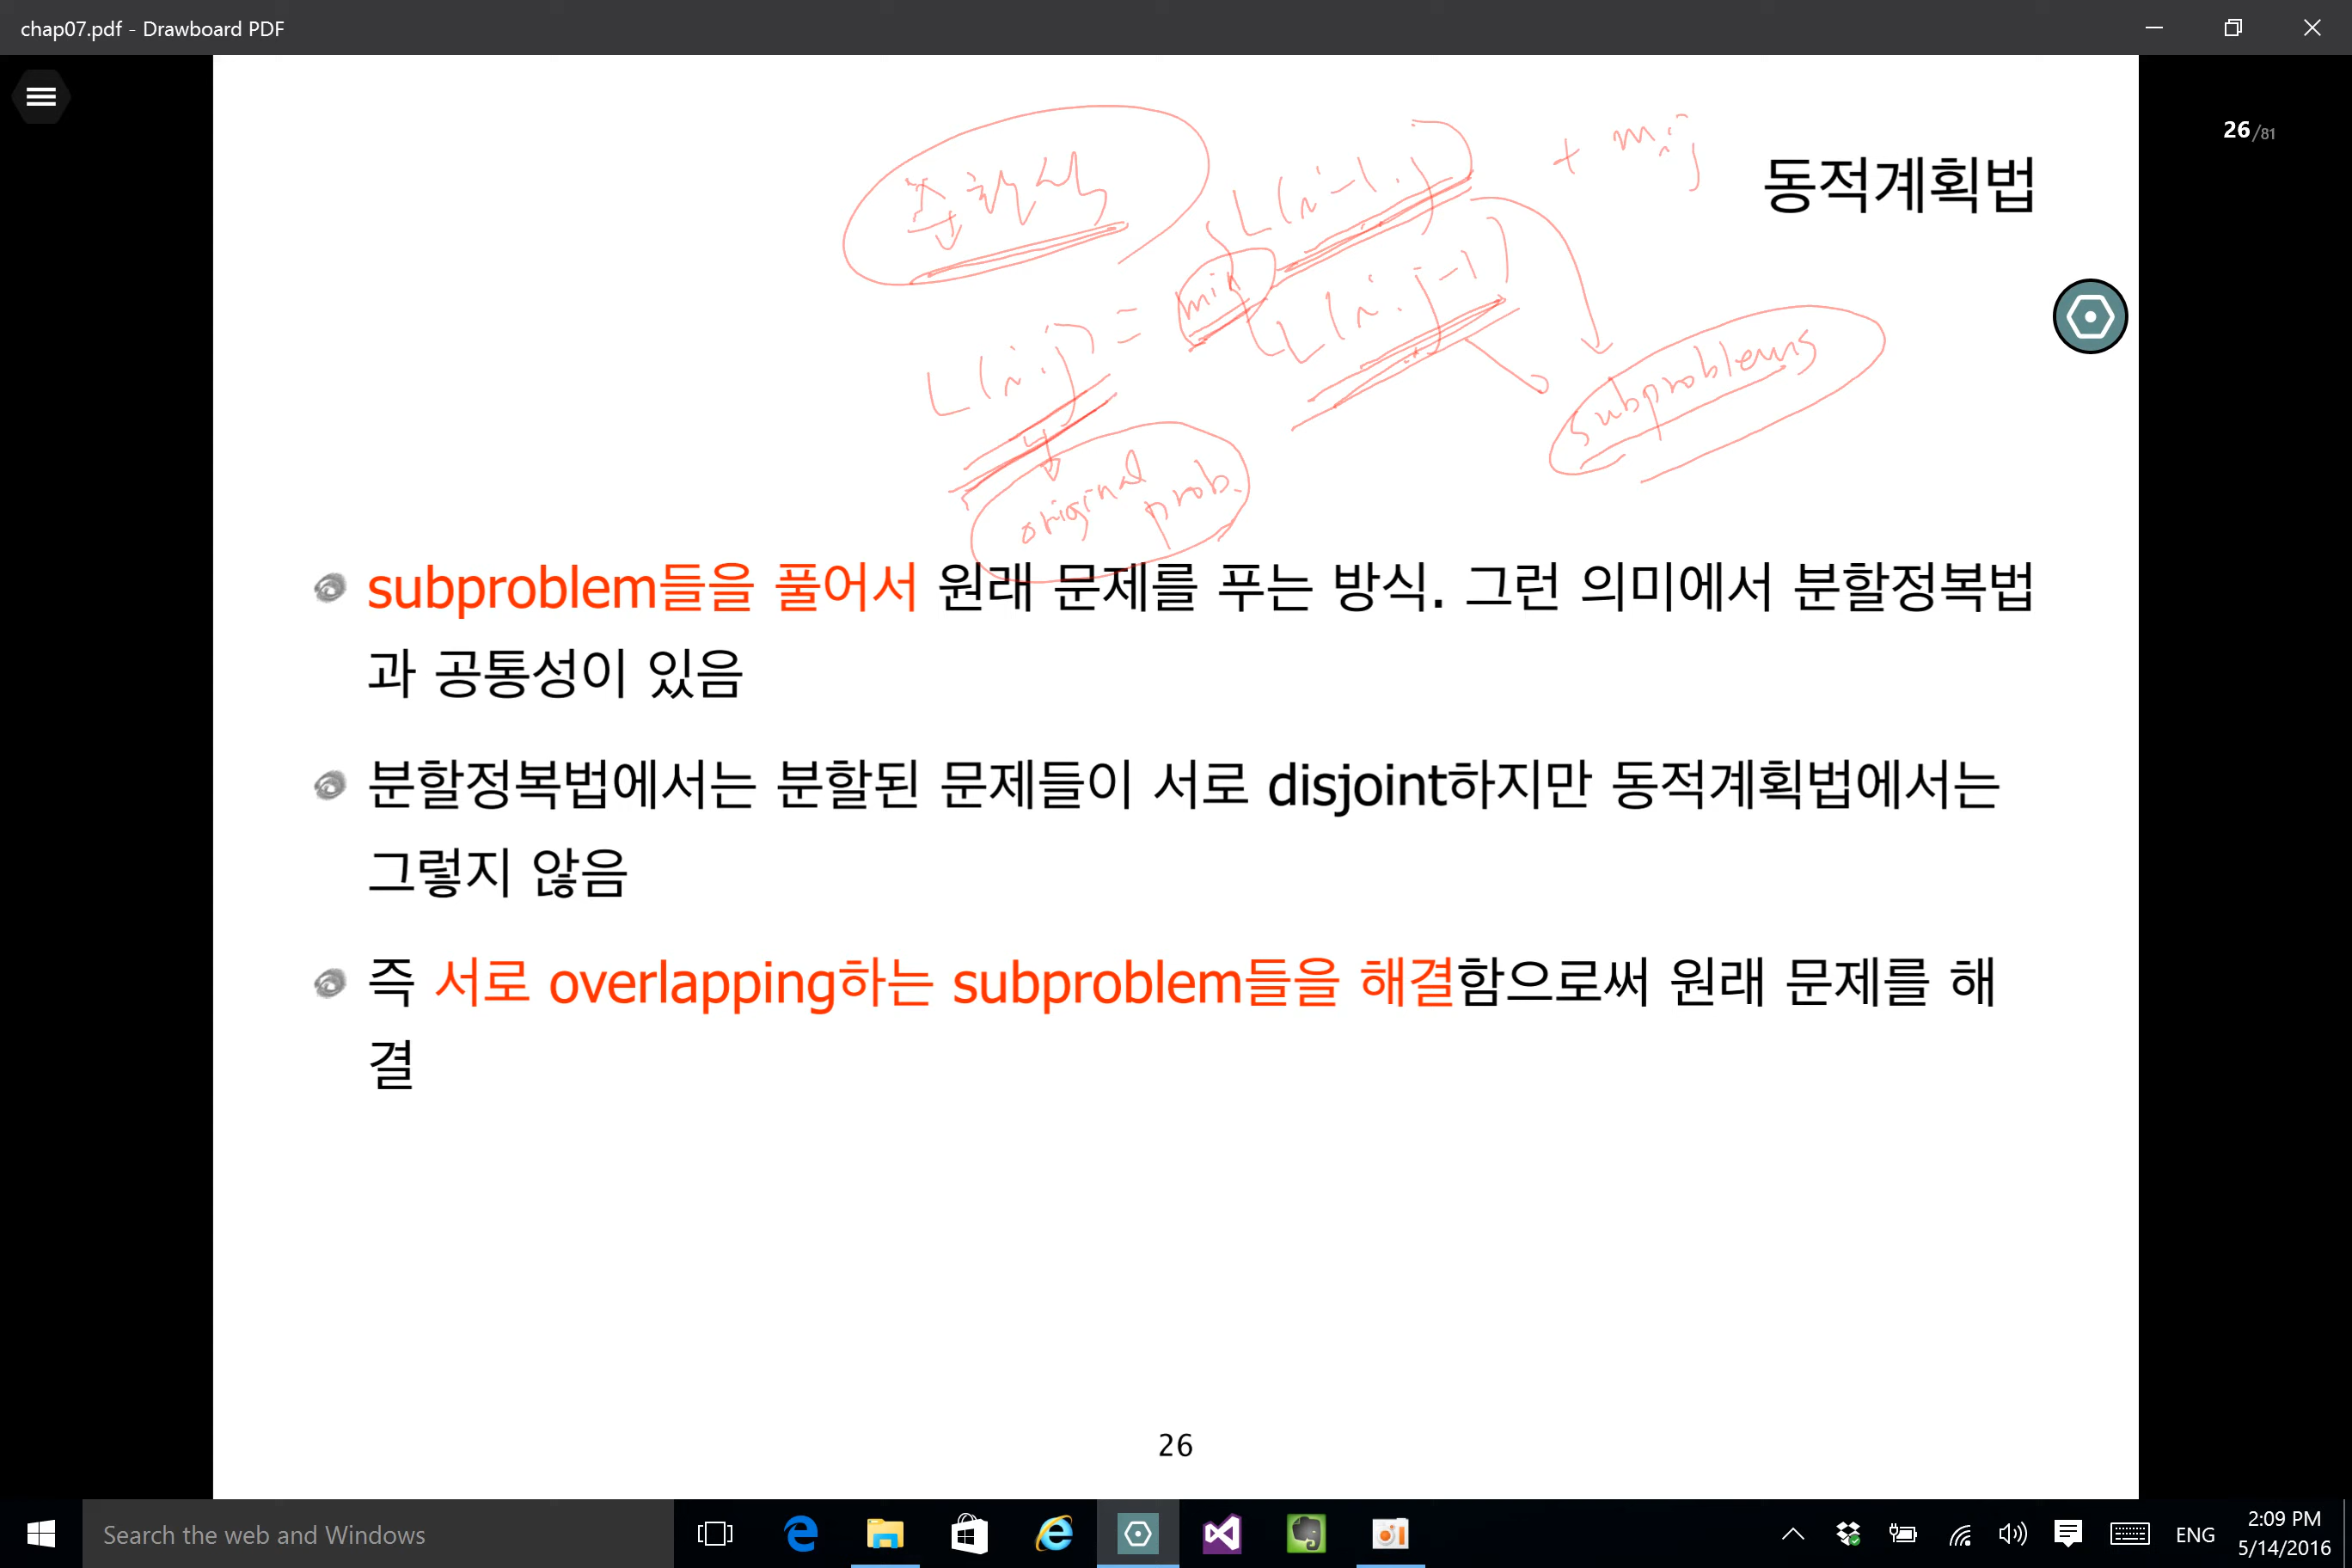 chap07.pdf - Drawboard PDF
26/81
동적계획법
순환식
L(i,j) = min
L(i-1,j)
L(i,j-1)
+ mij
subproblems
original
prob.
subproblem들을 풀어서 원래 문제를 푸는 방식. 그런 의미에서 분할정복법
과 공통성이 있음
분할정복법에서는 분할된 문제들이 서로 disjoint하지만 동적계획법에서는
그렇지 않음
즉 서로 overlapping하는 subproblem들을 해결함으로써 원래 문제를 해
결
26
Search the web and Windows
ENG
2:09 PM
5/14/2016